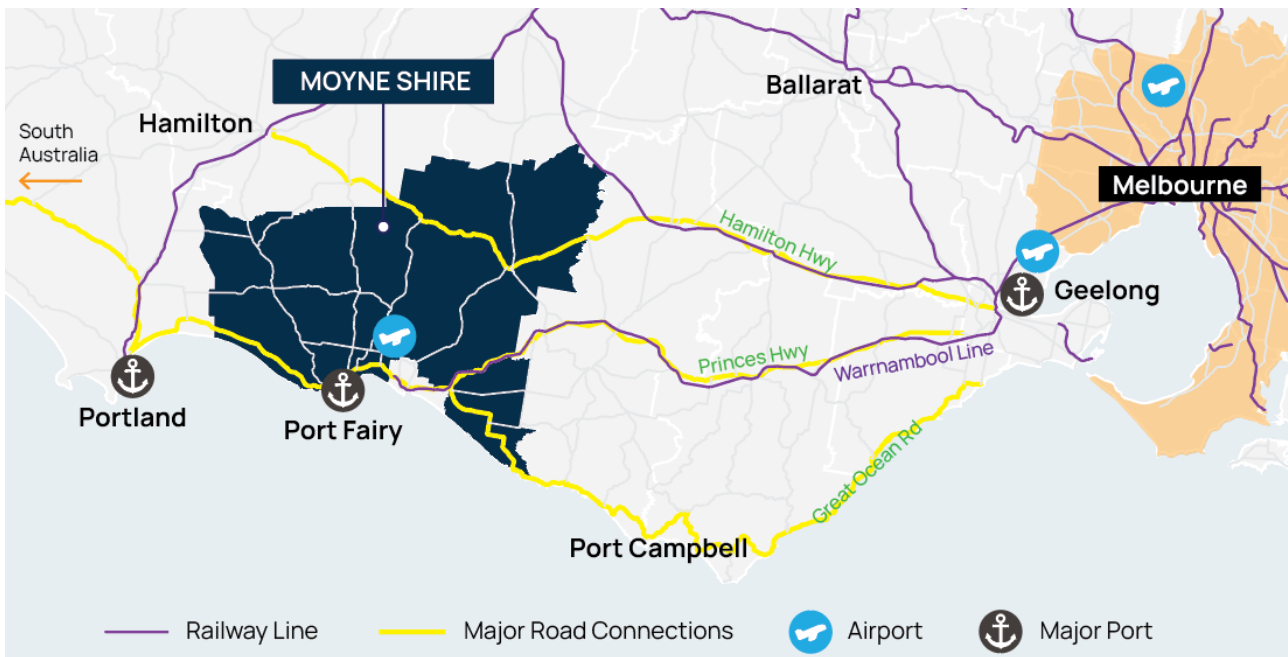 MOYNE SHIRE
Ballarat
Hamilton
South
Australia
Melbourne
Hamilton Hwy
Geelong
Princes Hwy
Warrnambool Line
Portland
Port Fairy
Great Ocean Rd
Port Campbell
Railway Line
Major Road Connections
Airport
Major Port